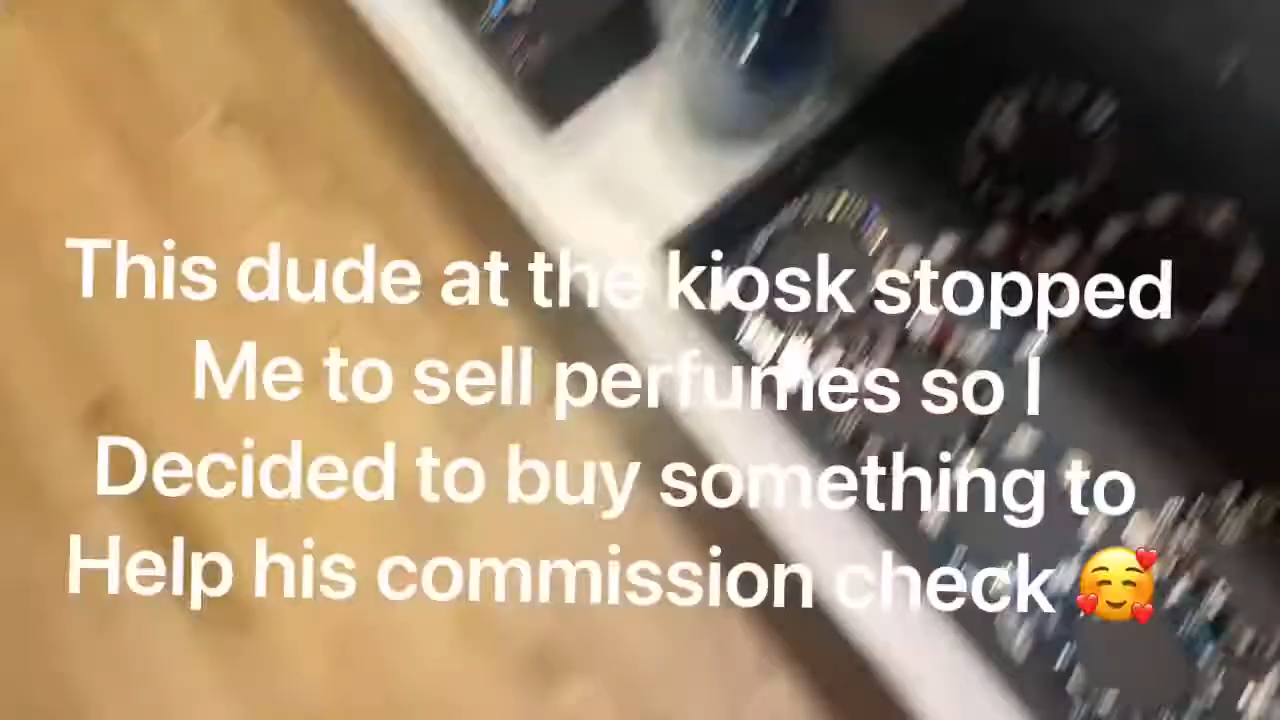 This dude at the kiosk stopped
Me to sell perfumes so I
Decided to buy something to
Help his commission check 🥰